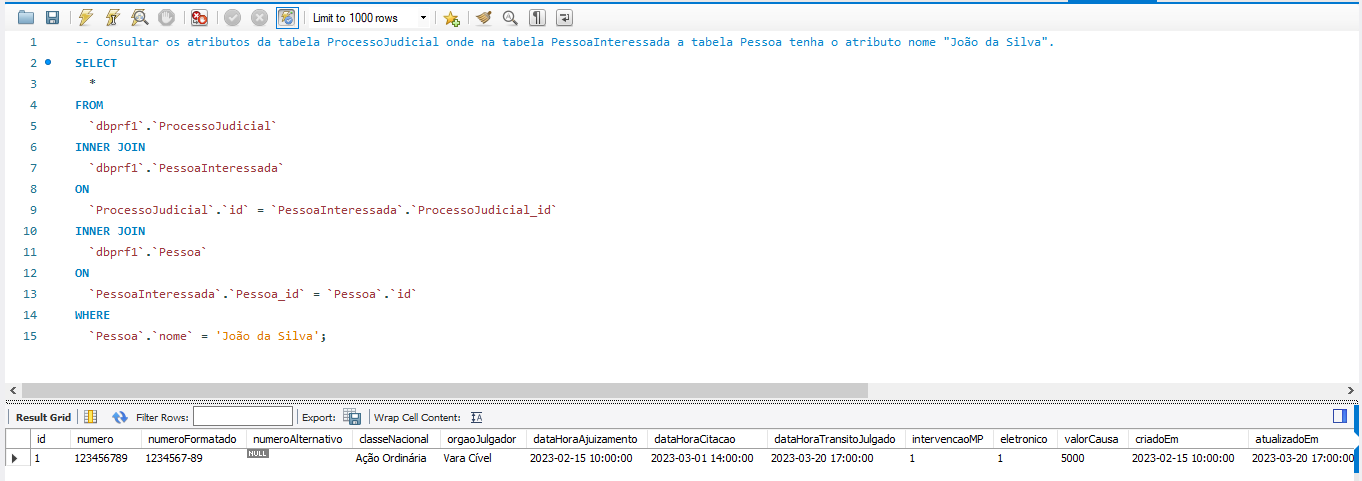 Limit to 1000 rows
1 -- Consultar os atributos da tabela ProcessoJudicial onde na tabela PessoaInteressada a tabela Pessoa tenha o atributo nome "João da Silva".
2 SELECT
3 *
4 FROM
5 `dbprf1`.`ProcessoJudicial`
6 INNER JOIN
7 `dbprf1`.`PessoaInteressada`
8 ON
9 `ProcessoJudicial`.`id` = `PessoaInteressada`.`ProcessoJudicial_id`
10 INNER JOIN
11 `dbprf1`.`Pessoa`
12 ON
13 `PessoaInteressada`.`Pessoa_id` = `Pessoa`.`id`
14 WHERE
15 `Pessoa`.`nome` = 'João da Silva';
Result Grid Filter Rows: Export: Wrap Cell Content: IA
id numero numeroFormatado numeroAlternativo classeNacional orgaoJulgador dataHoraAjuizamento dataHoraCitacao dataHoraTransitoJulgado intervencaoMP eletronico valorCausa criadoEm atualizadoEm
1 123456789 1234567-89 NULL Ação Ordinária Vara Cível 2023-02-15 10:00:00 2023-03-01 14:00:00 2023-03-20 17:00:00 1 1 5000 2023-02-15 10:00:00 2023-03-20 17:00:00